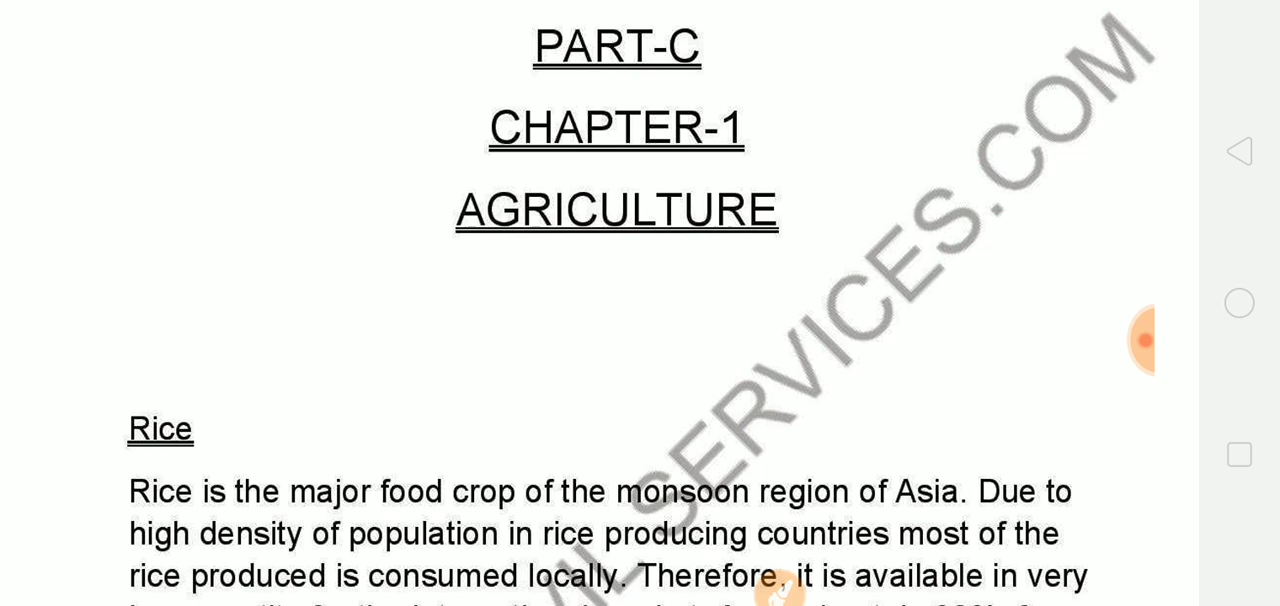 PART-C
CHAPTER-1
AGRICULTURE
SERVICES.COM
Rice
Rice is the major food crop of the monsoon region of Asia. Due to
high density of population in rice producing countries most of the
rice produced is consumed locally. Therefore, it is available in very